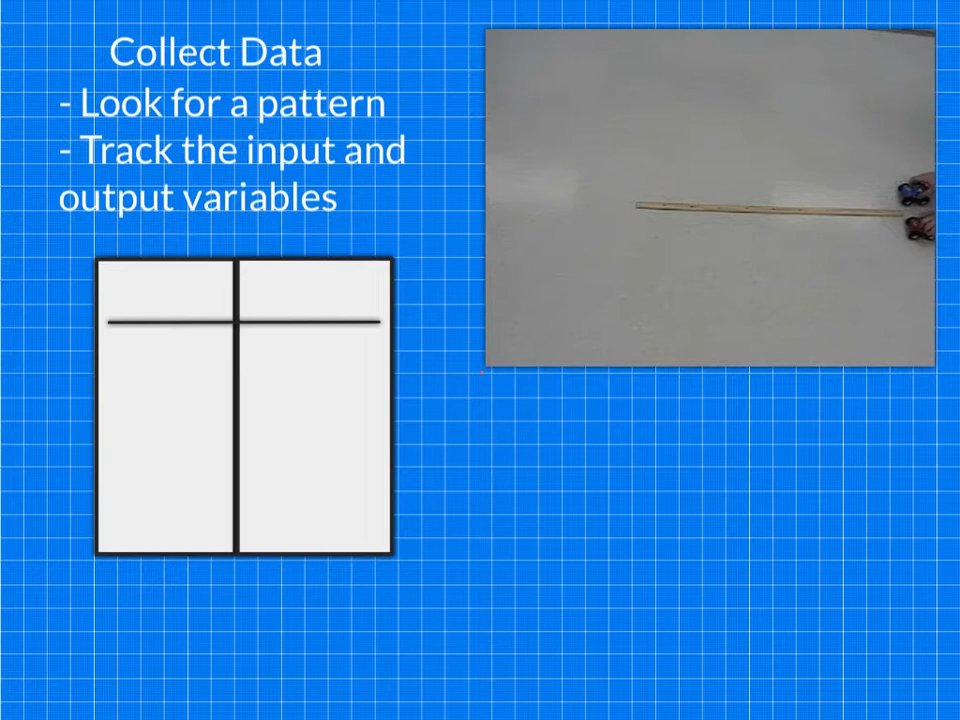 Collect Data
- Look for a pattern
- Track the input and
output variables